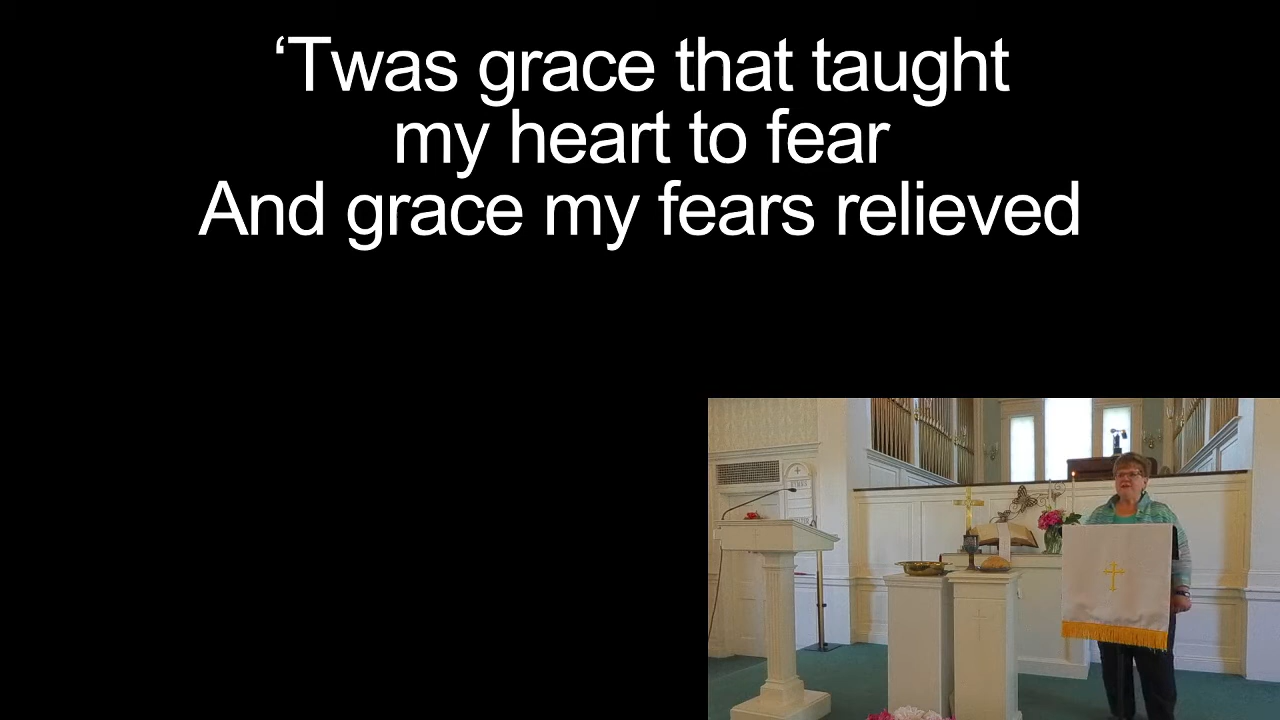 ‘Twas grace that taught
my heart to fear
And grace my fears relieved